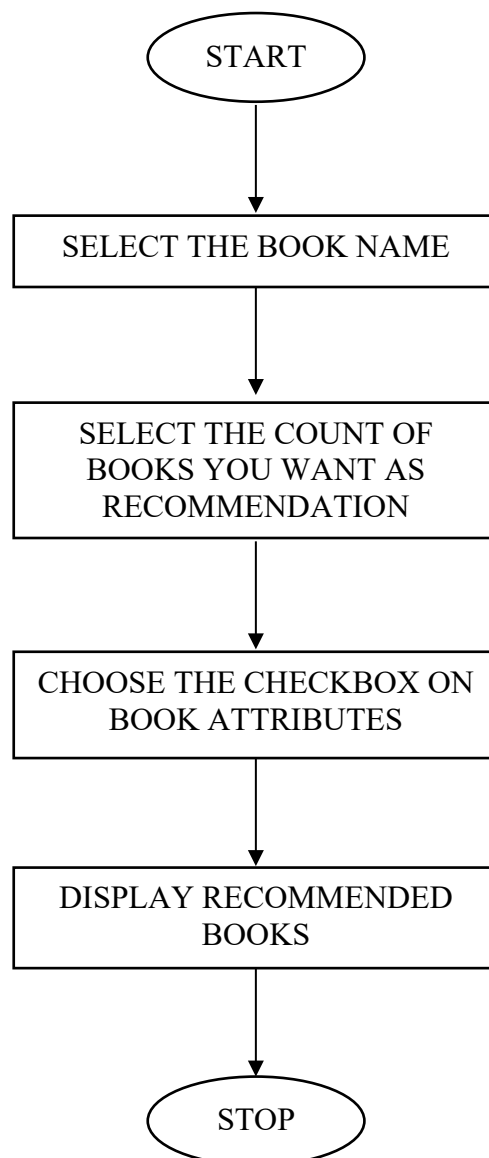 START
SELECT THE BOOK NAME
SELECT THE COUNT OF
BOOKS YOU WANT AS
RECOMMENDATION
CHOOSE THE CHECKBOX ON
BOOK ATTRIBUTES
DISPLAY RECOMMENDED
BOOKS
STOP